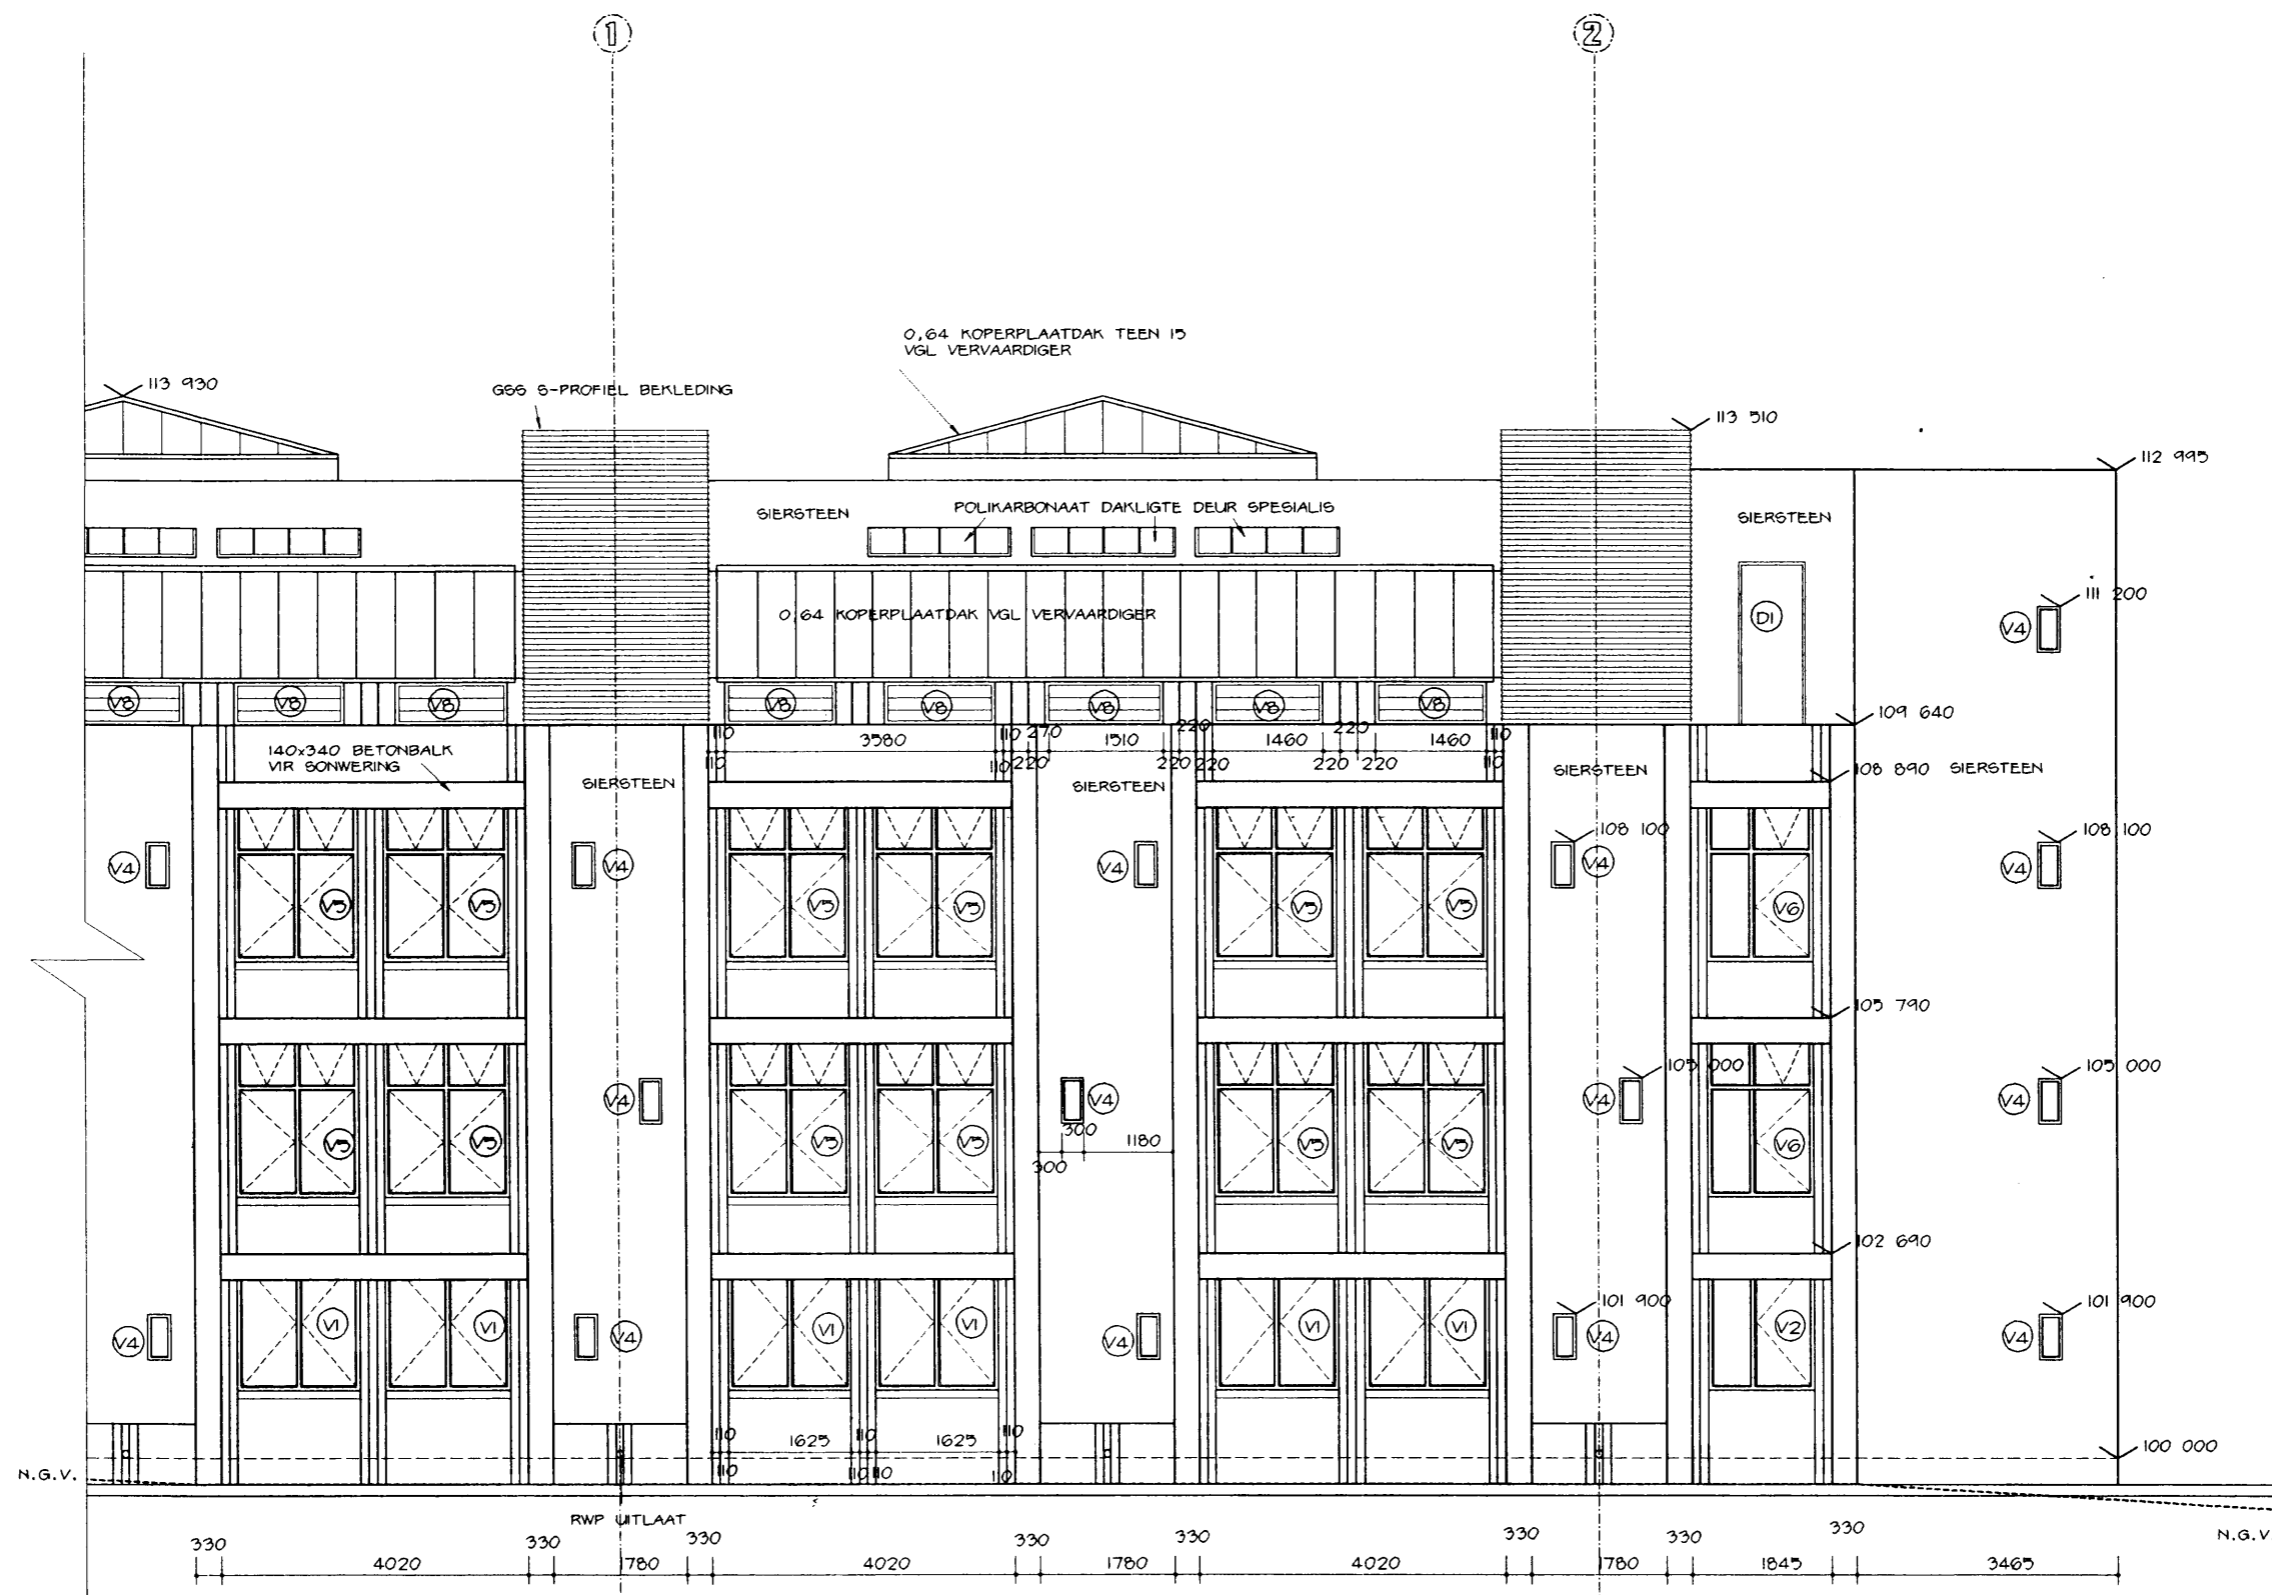 1
2
0,64 KOPERPLAATDAK TEEN 15
VGL VERVAARDIGER
113 930
GSS S-PROFIEL BEKLEDING
113 510
112 995
SIERSTEEN
POLIKARBONAAT DAKLIGTE DEUR SPESIALIS
SIERSTEEN
111 200
0,64 KOPERPLAATDAK VGL VERVAARDIGER
D1
V4
V8 V8 V8 V8 V8 V8 V8 V8
109 640
110 3580 110 270 1510 220 1460 220 1460 110
110 110 220 220 220 220 220 110
140x340 BETONBALK
VIR SONWERING
SIERSTEEN SIERSTEEN SIERSTEEN 108 890 SIERSTEEN
108 100 108 100
V4 V4 V4 V4 V4
V5 V5 V5 V5 V5 V5 V6
105 790
105 000 105 000
V4 V4 V4 V4
V5 V5 V5 V5 V5 V5 V6
300 1180
300
102 690
101 900 101 900
V1 V1 V1 V1 V1 V1 V2
V4 V4 V4 V4 V4
110 1625 110 1625 110
100 000
110 110 110 110
N.G.V.
RWP UITLAAT
N.G.V
330 330 330 330 330 330 330 330
4020 1780 4020 1780 4020 1780 1845 3465